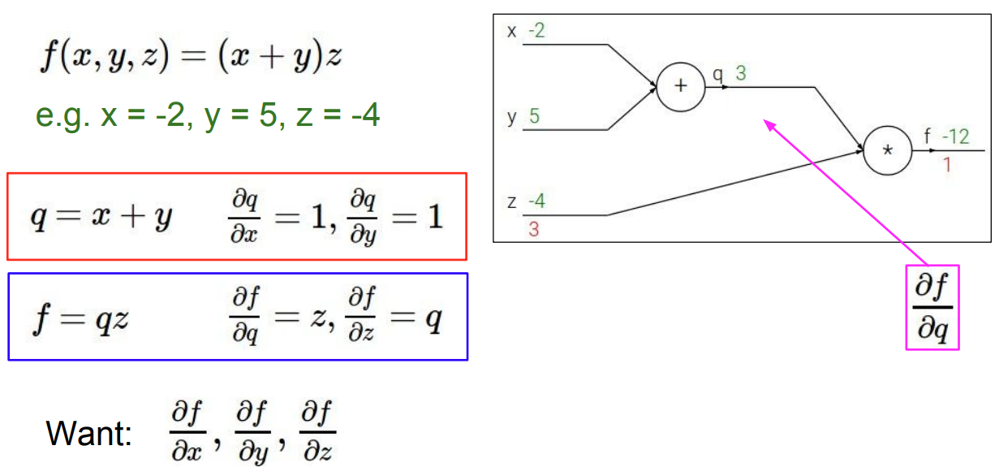 f(x, y, z) = (x + y)z
e.g. x = -2, y = 5, z = -4
q = x + y    ∂q/∂x = 1, ∂q/∂y = 1
f = qz    ∂f/∂q = z, ∂f/∂z = q
Want: ∂f/∂x, ∂f/∂y, ∂f/∂z
x -2
+
q 3
y 5
*
f -12
1
z -4
3
∂f/∂q